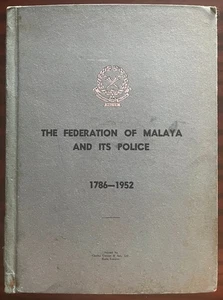 THE FEDERATION OF MALAYA
AND ITS POLICE
1786—1952